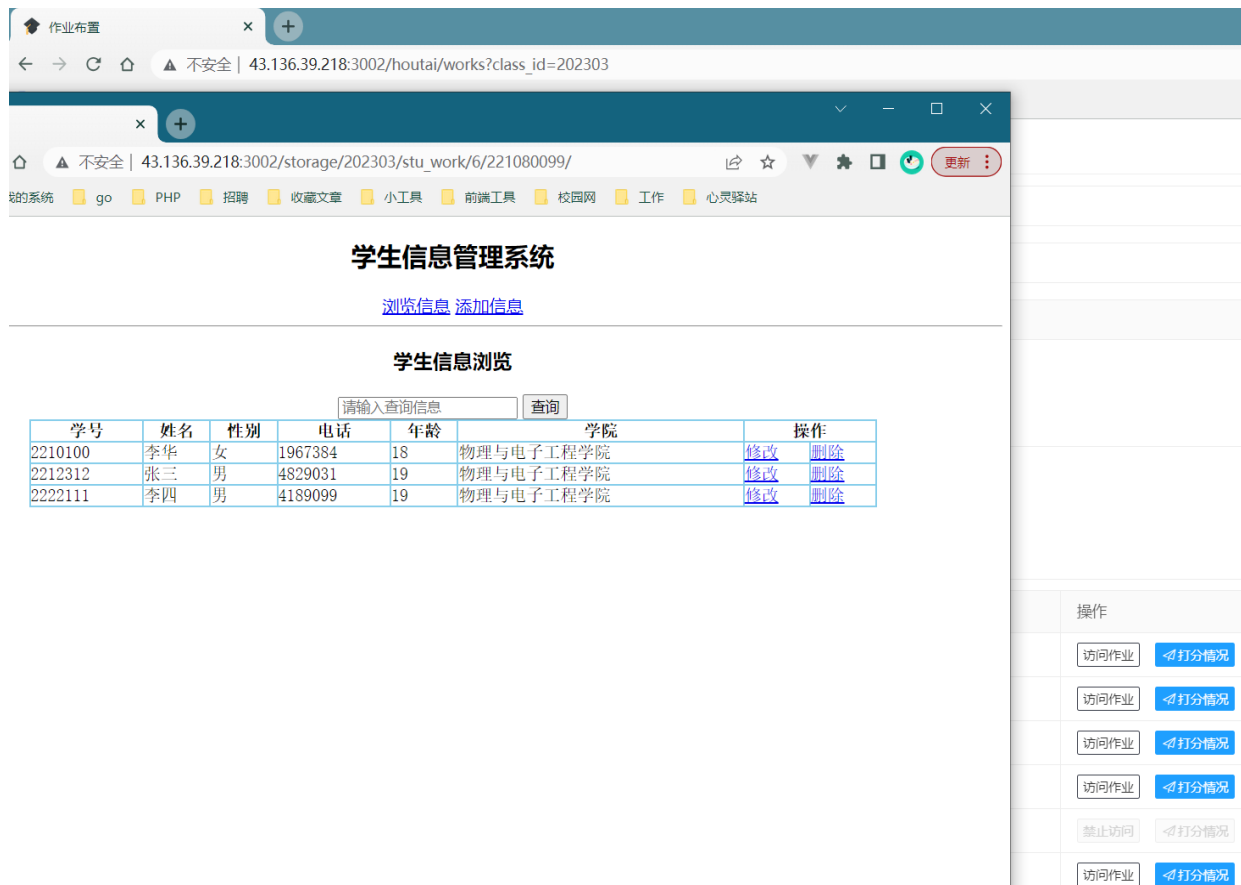 作业布置
不安全 | 43.136.39.218:3002/houtai/works?class_id=202303
不安全 | 43.136.39.218:3002/storage/202303/stu_work/6/221080099/ 更新
的系统 go PHP 招聘 收藏文章 小工具 前端工具 校园网 工作 心灵驿站
学生信息管理系统
浏览信息 添加信息
学生信息浏览
请输入查询信息 查询
学号 姓名 性别 电话 年龄 学院 操作
2210100 李华 女 1967384 18 物理与电子工程学院 修改 删除
2212312 张三 男 4829031 19 物理与电子工程学院 修改 删除
2222111 李四 男 4189099 19 物理与电子工程学院 修改 删除
操作
访问作业 打分情况
访问作业 打分情况
访问作业 打分情况
访问作业 打分情况
禁止访问 打分情况
访问作业 打分情况